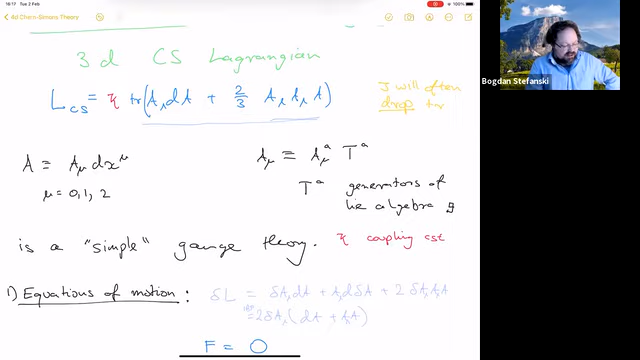 16:17 Tue 2 Feb
100%
4d Chern-Simons Theory
3 d CS Lagrangian
L_CS = η tr(A∧dA + 2/3 A∧A∧A)
I will often drop tr
A ≡ A_μ dx^μ
A_μ ≡ A_μ^a T^a
μ = 0, 1, 2
T^a generators of
lie algebra g
is a "simple" gauge theory. η coupling cst
1) Equations of motion: δL = δA∧dA + A∧dδA + 2 δA∧A∧A
= 2δA∧(dA + A∧A)
F = 0
Bogdan Stefanski